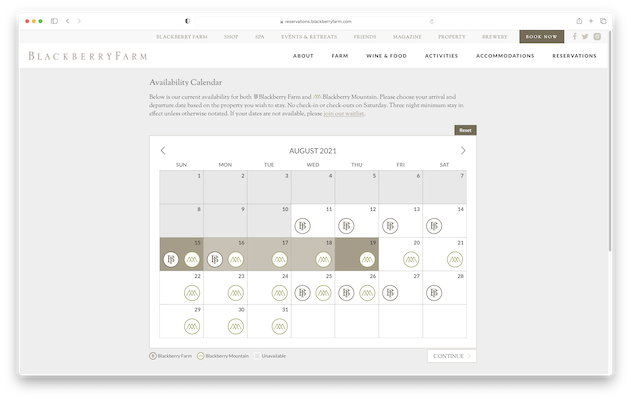 reservations.blackberryfarm.com
BLACKBERRY FARM SHOP SPA EVENTS & RETREATS FRIENDS MAGAZINE PROPERTY BREWERY BOOK NOW
BLACKBERRY FARM ABOUT FARM WINE & FOOD ACTIVITIES ACCOMMODATIONS RESERVATIONS
Availability Calendar
Below is our current availability for both Blackberry Farm and Blackberry Mountain. Please choose your arrival and
departure date based on the property you wish to stay. No check-in or check-outs on Saturday. Three night minimum stay in
effect unless otherwise notated. If your dates are not available, please join our waitlist.
Reset
AUGUST 2021
SUN MON TUE WED THU FRI SAT
1 2 3 4 5 6 7
8 9 10 11 12 13 14
15 16 17 18 19 20 21
22 23 24 25 26 27 28
29 30 31
Blackberry Farm Blackberry Mountain Unavailable CONTINUE